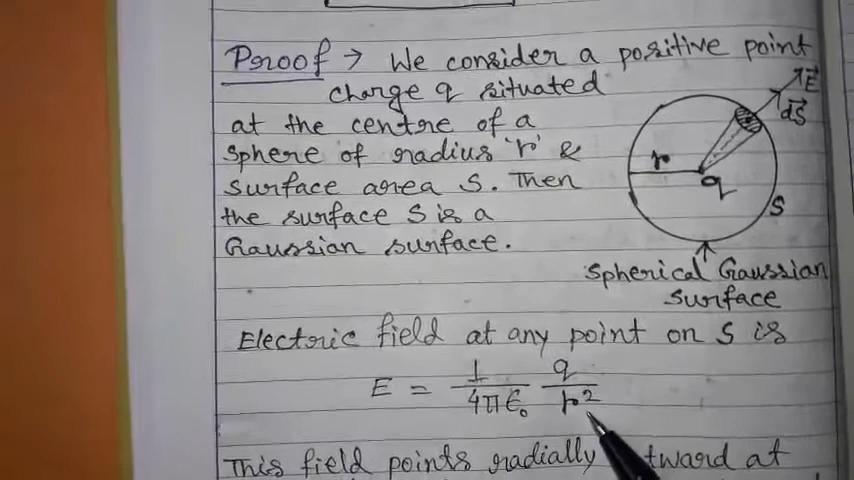 Proof → We consider a positive point
charge q situated
at the centre of a
sphere of radius 'r' &
surface area S. Then
the surface S is a
Gaussian surface.
E⃗
dS⃗
r
q
S
Spherical Gaussian
surface
Electric field at any point on S is
E = 1/4πε₀ q/r²
This field points radially tward at